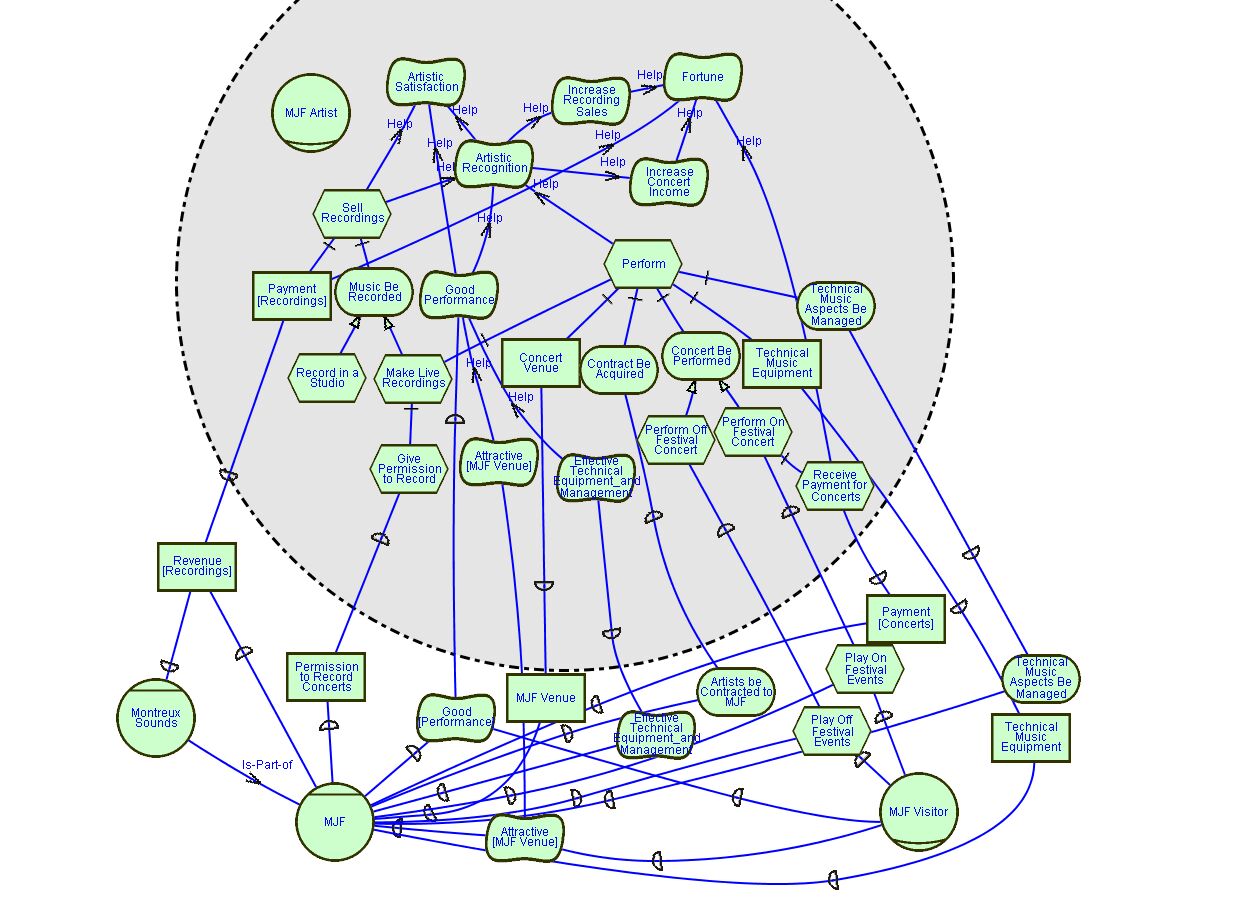 Artistic
Satisfaction
Help
Fortune
Increase
Recording
Sales
MJF Artist
Help
Help
Help
Help
Help
Help
Help
Artistic
Recognition
Help
Hel
Help
Increase
Concert
Income
Help
Sell
Recordings
Help
Perform
Payment
[Recordings]
Music Be
Recorded
Good
Performance
Technical
Music
Aspects Be
Managed
Concert
Venue
Contract Be
Acquired
Concert Be
Performed
Technical
Music
Equipment
Record in a
Studio
Make Live
Recordings
Help
Help
Perform Off
Festival
Concert
Perform On
Festival
Concert
Give
Permission
to Record
Attractive
[MJF Venue]
Effective
Technical
Equipment_and
Management
Receive
Payment for
Concerts
Revenue
[Recordings]
Payment
[Concerts]
Permission
to Record
Concerts
Play On
Festival
Events
Technical
Music
Aspects Be
Managed
Montreux
Sounds
Good
[Performance
MJF Venue
Artists be
Contracted to
MJF
Effective
Technical
Equipment_and
Management
Play Off
Festival
Events
Technical
Music
Equipment
Is-Part-of
MJF
Attractive
[MJF Venue]
MJF Visitor